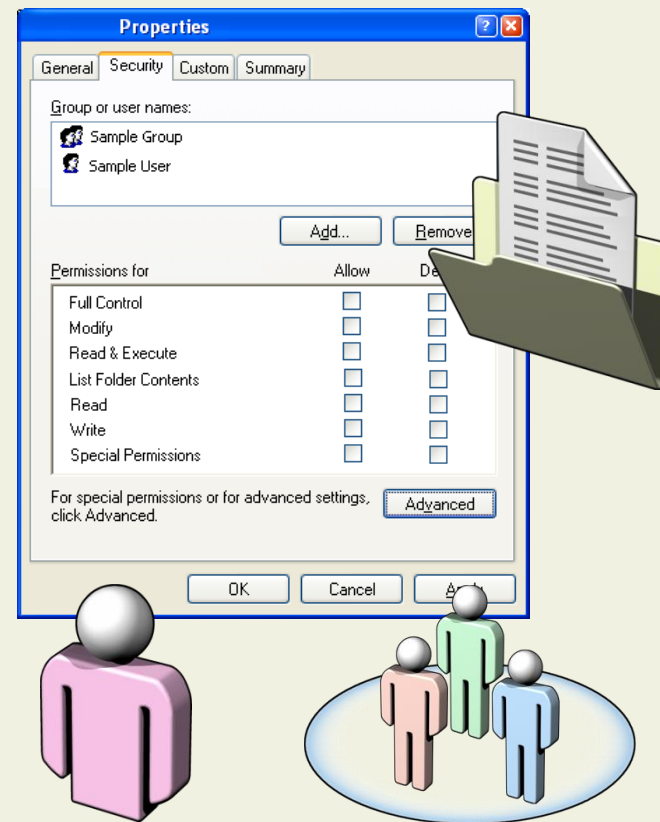 Properties
General Security Custom Summary
Group or user names:
Sample Group
Sample User
Add... Remove
Permissions for Allow
Full Control
Modify
Read & Execute
List Folder Contents
Read
Write
Special Permissions
For special permissions or for advanced settings,
click Advanced.
Advanced
OK Cancel